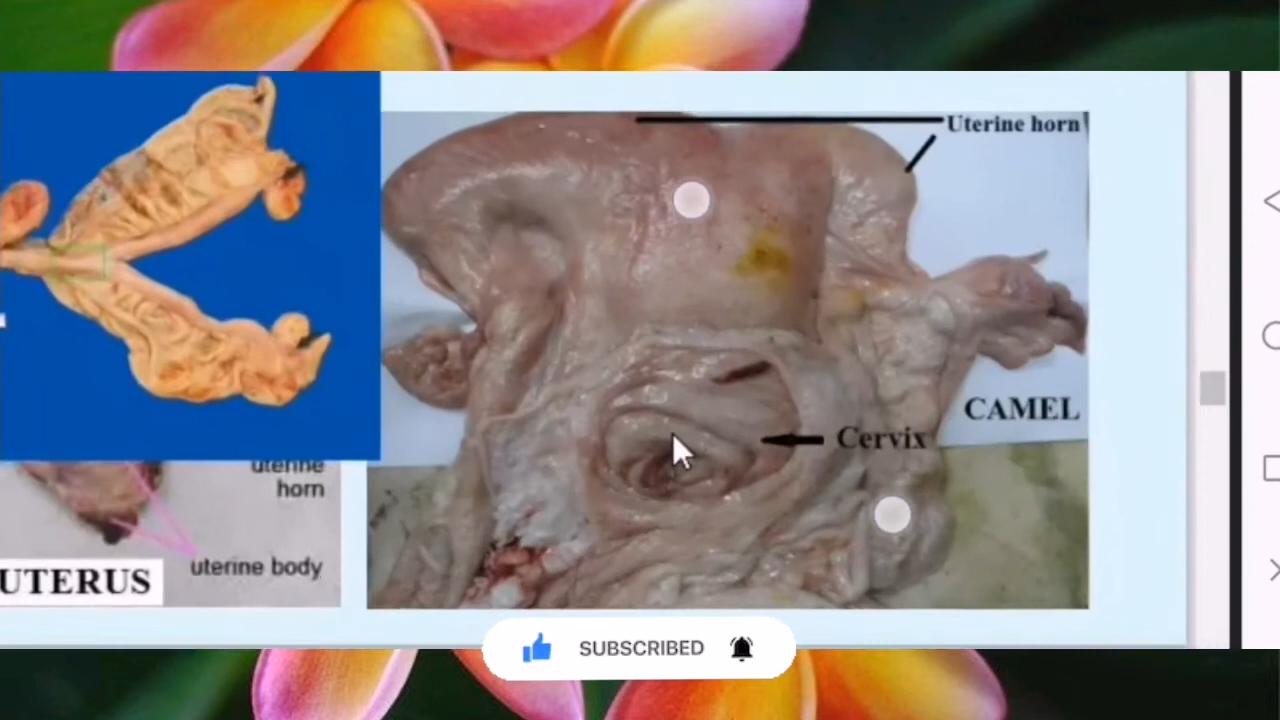 Uterine horn
CAMEL
Cervix
uterine
horn
uterine body
UTERUS
SUBSCRIBED